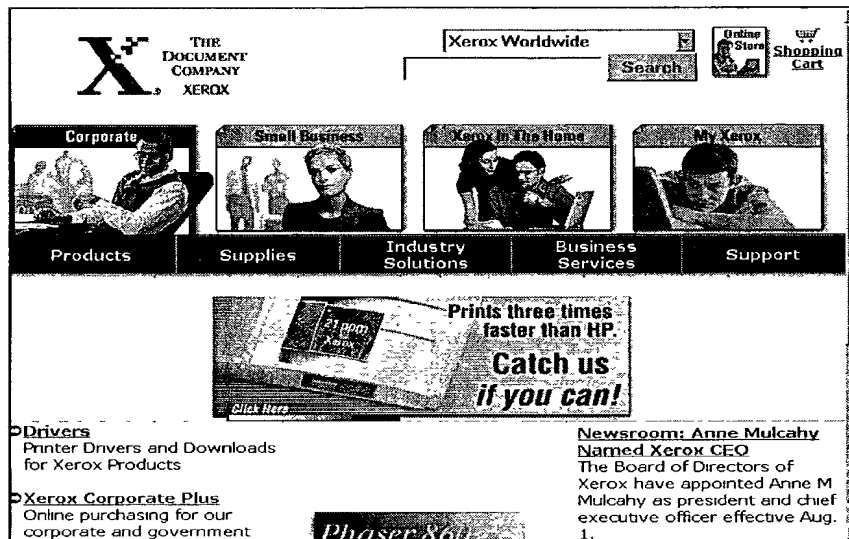 THE
DOCUMENT
COMPANY
XEROX
Xerox Worldwide
Search
Online
Store
Shopping
Cart
Corporate
Small Business
Xerox In The Home
My Xerox
Products
Supplies
Industry
Solutions
Business
Services
Support
Prints three times
faster than HP.
21 ppm
Xerox
Catch us
if you can!
Click Here
Drivers
Printer Drivers and Downloads
for Xerox Products
Xerox Corporate Plus
Online purchasing for our
corporate and government
Phaser 860
Newsroom: Anne Mulcahy
Named Xerox CEO
The Board of Directors of
Xerox have appointed Anne M
Mulcahy as president and chief
executive officer effective Aug.
1.